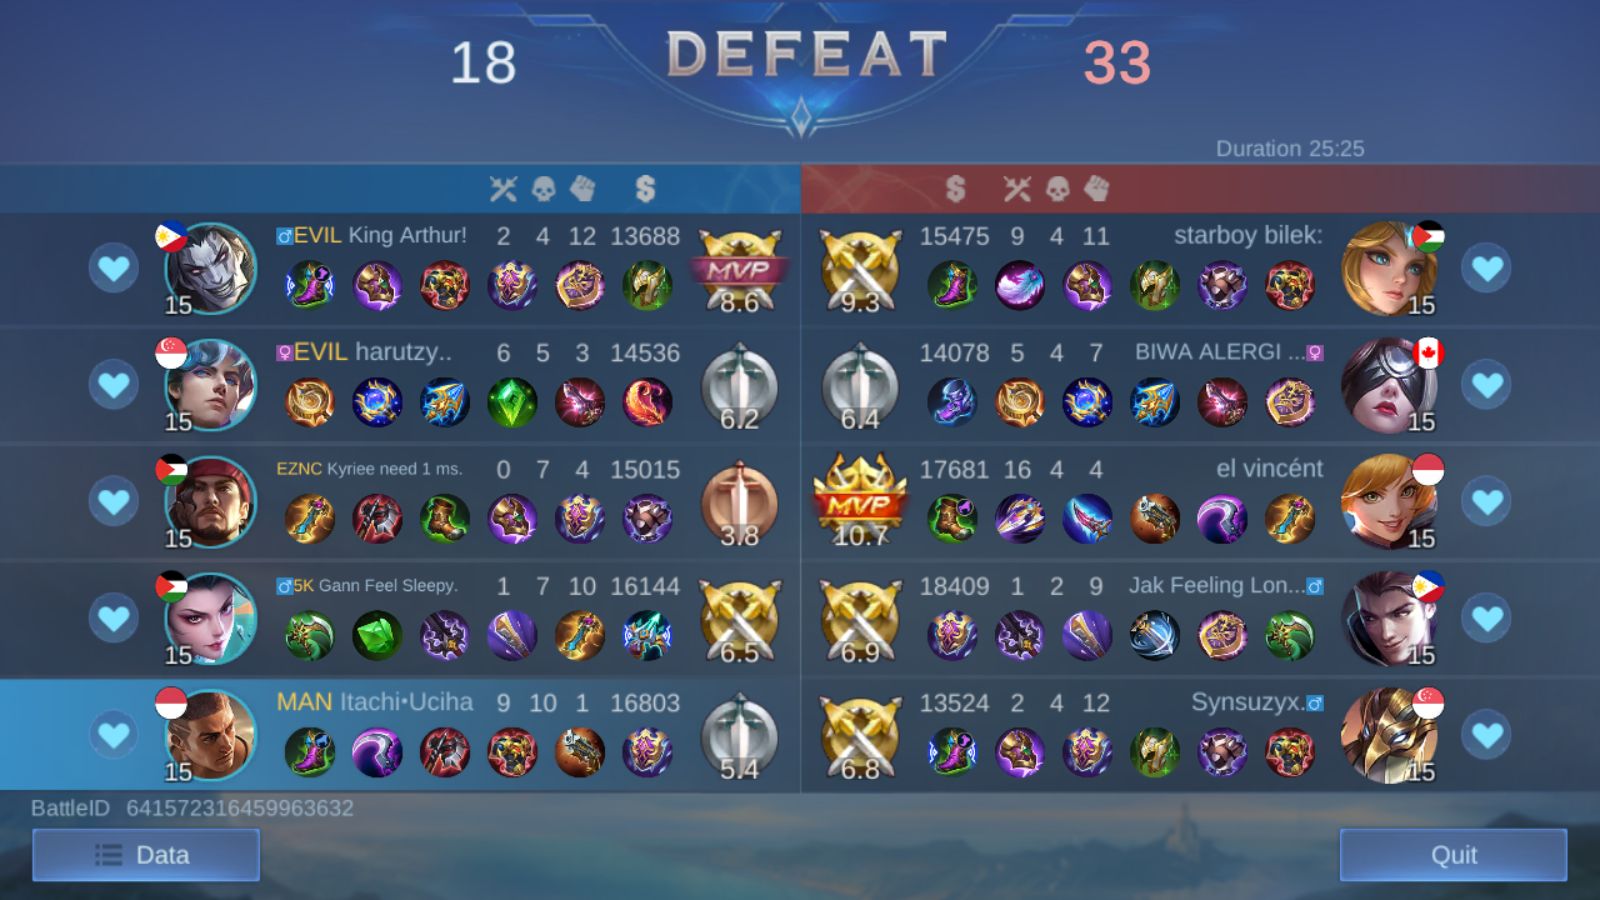 18 DEFEAT 33
Duration 25:25
♂EVIL King Arthur! 2 4 12 13688 MVP 8.6 15
9.3 15475 9 4 11 starboy bilek: 15
♀EVIL harutzy.. 6 5 3 14536 6.2 15
6.4 14078 5 4 7 BIWA ALERGI ...♀ 15
EZNC Kyriee need 1 ms. 0 7 4 15015 3.8 15
MVP 10.7 17681 16 4 4 el vincént 15
♂5K Gann Feel Sleepy. 1 7 10 16144 6.5 15
6.9 18409 1 2 9 Jak Feeling Lon...♂ 15
MAN Itachi•Uciha 9 10 1 16803 5.4 15
6.8 13524 2 4 12 Synsuzyx.♂ 15
BattleID 641572316459963632
Data
Quit